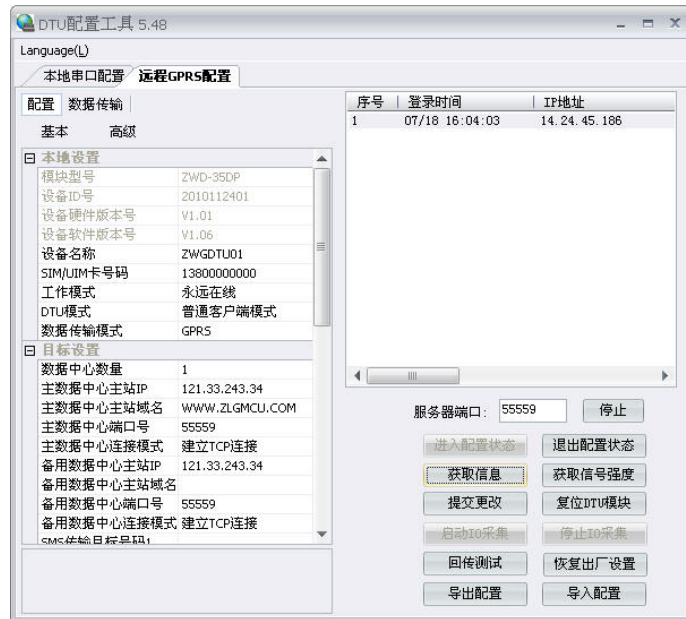 DTU配置工具 5.48
Language(L)
本地串口配置 远程GPRS配置
配置 数据传输
基本 高级
本地设置
模块型号 ZWD-35DP
设备ID号 2010112401
设备硬件版本号 V1.01
设备软件版本号 V1.06
设备名称 ZWGDTU01
SIM/UIM卡号码 13800000000
工作模式 永远在线
DTU模式 普通客户端模式
数据传输模式 GPRS
目标设置
数据中心数量 1
主数据中心主站IP 121.33.243.34
主数据中心主站域名 WWW.ZLGMCU.COM
主数据中心端口号 55559
主数据中心连接模式 建立TCP连接
备用数据中心主站IP 121.33.243.34
备用数据中心主站域名
备用数据中心端口号 55559
备用数据中心连接模式 建立TCP连接
SMS传输目标号码1
序号 登录时间 IP地址
1 07/18 16:04:03 14.24.45.186
服务器端口: 55559 停止
进入配置状态 退出配置状态
获取信息 获取信号强度
提交更改 复位DTU模块
启动IO采集 停止IO采集
回传测试 恢复出厂设置
导出配置 导入配置